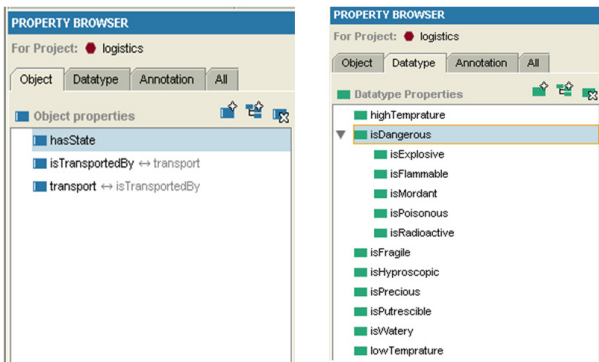 PROPERTY BROWSER
For Project: logistics
Object Datatype Annotation All
Object properties
hasState
isTransportedBy ↔ transport
transport ↔ isTransportedBy
PROPERTY BROWSER
For Project: logistics
Object Datatype Annotation All
Datatype Properties
highTemprature
isDangerous
isExplosive
isFlammable
isMordant
isPoisonous
isRadioactive
isFragile
isHyproscopic
isPrecious
isPutrescible
isWatery
lowTemprature